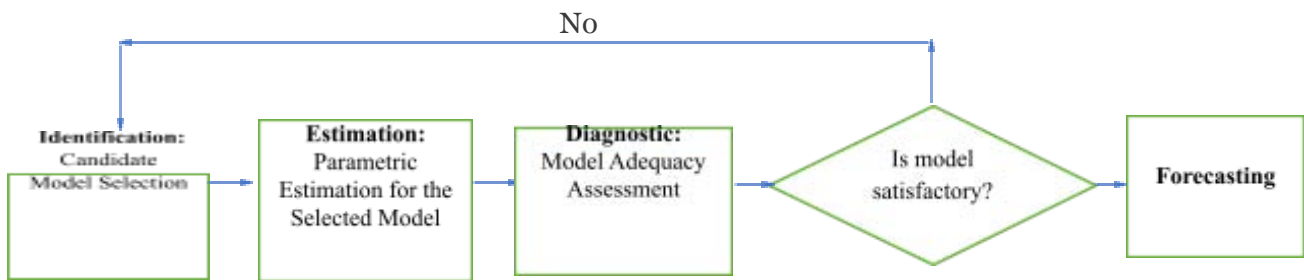 No
Identification:
Candidate
Model Selection
Estimation:
Parametric
Estimation for the
Selected Model
Diagnostic:
Model Adequacy
Assessment
Is model
satisfactory?
Forecasting